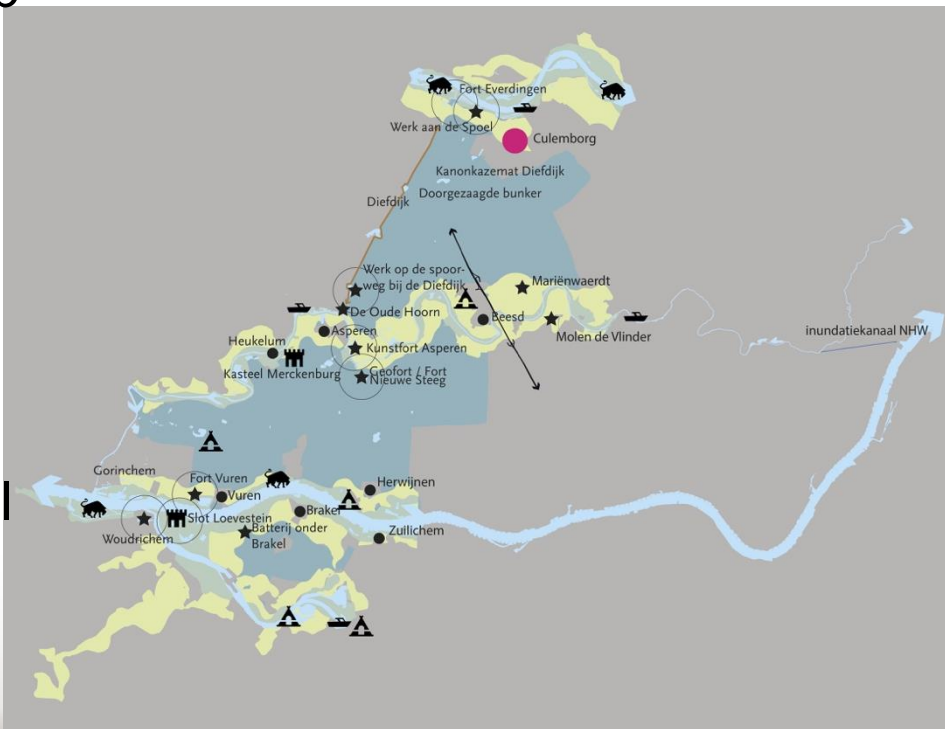 Fort Everdingen
Werk aan de Spoel
Culemborg
Kanonkazemat Diefdijk
Doorgezaagde bunker
Diefdijk
Werk op de spoor-
weg bij de Diefdijk
Mariënwaerdt
De Oude Hoorn
Beesd
Asperen
Molen de Vlinder
inundatiekanaal NHW
Heukelum
Kunstfort Asperen
Kasteel Merckenburg
Geofort / Fort
Nieuwe Steeg
Gorinchem
Fort Vuren
Herwijnen
Vuren
Brakel
Slot Loevestein
Batterij onder
Brakel
Zuilichem
Woudrichem